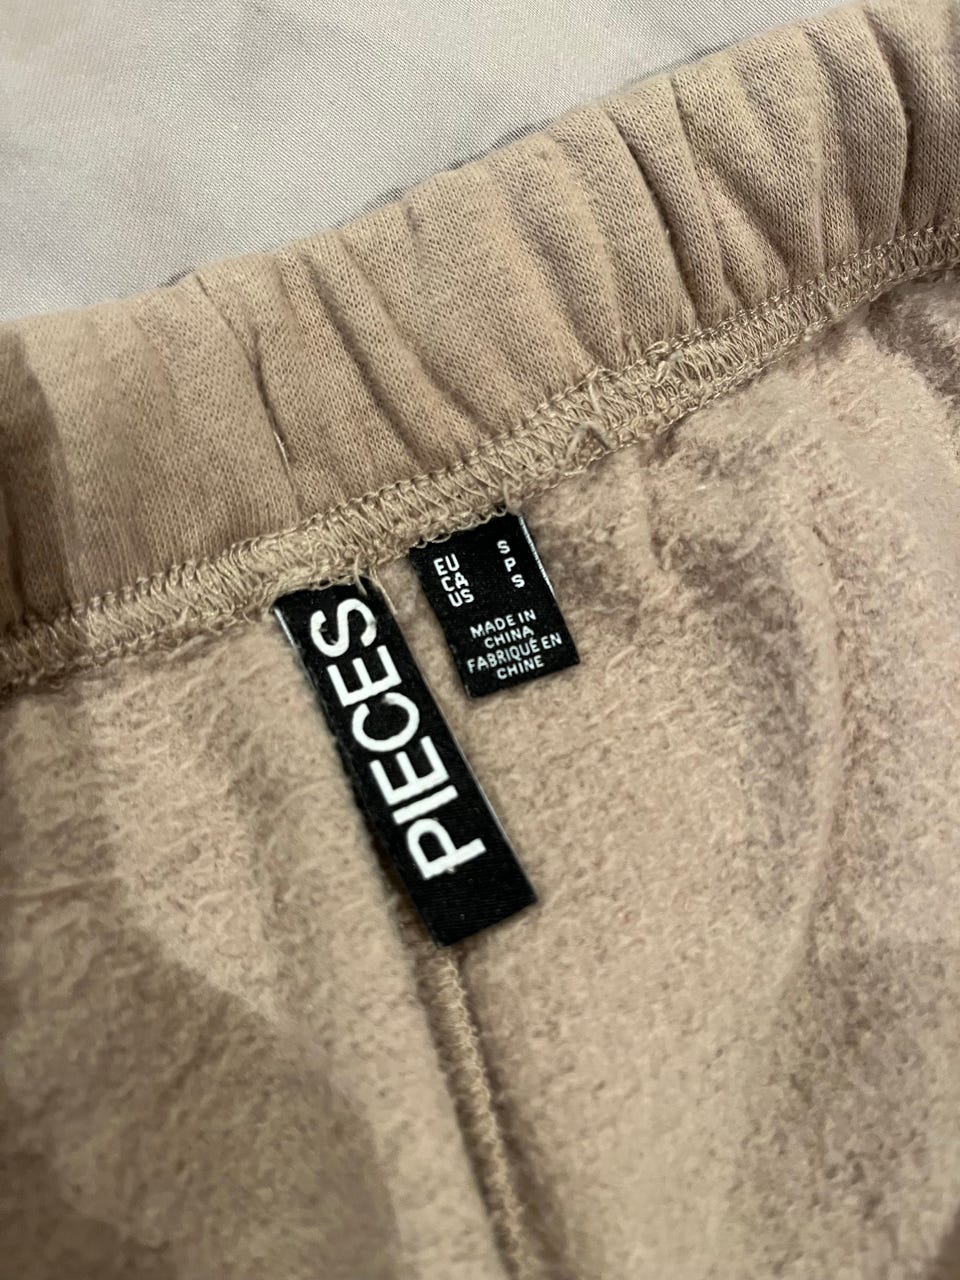 PIECES
EU S
CA P
US S
MADE IN
CHINA
FABRIQUÉ EN
CHINE